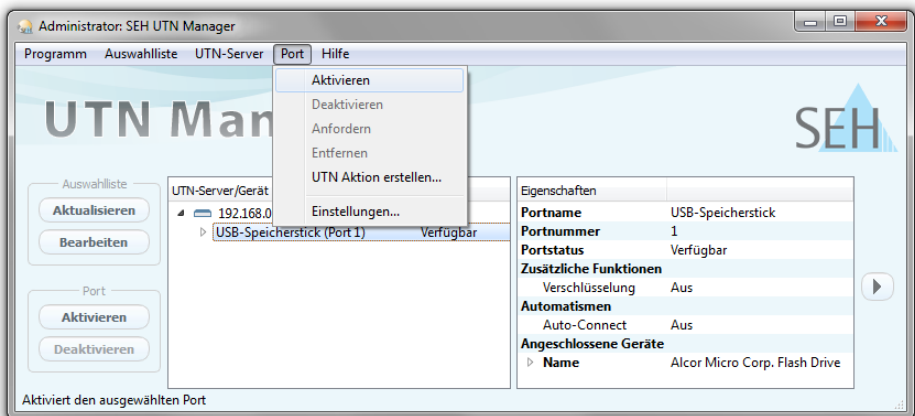 Administrator: SEH UTN Manager
Programm Auswahlliste UTN-Server Port Hilfe
Aktivieren
Deaktivieren
Anfordern
Entfernen
UTN Aktion erstellen...
Einstellungen...
UTN Man
SEH
Auswahlliste
Aktualisieren
Bearbeiten
Port
Aktivieren
Deaktivieren
UTN-Server/Gerät
192.168.0
USB-Speicherstick (Port 1) Verfügbar
Eigenschaften
Portname USB-Speicherstick
Portnummer 1
Portstatus Verfügbar
Zusätzliche Funktionen
Verschlüsselung Aus
Automatismen
Auto-Connect Aus
Angeschlossene Geräte
Name Alcor Micro Corp. Flash Drive
Aktiviert den ausgewählten Port